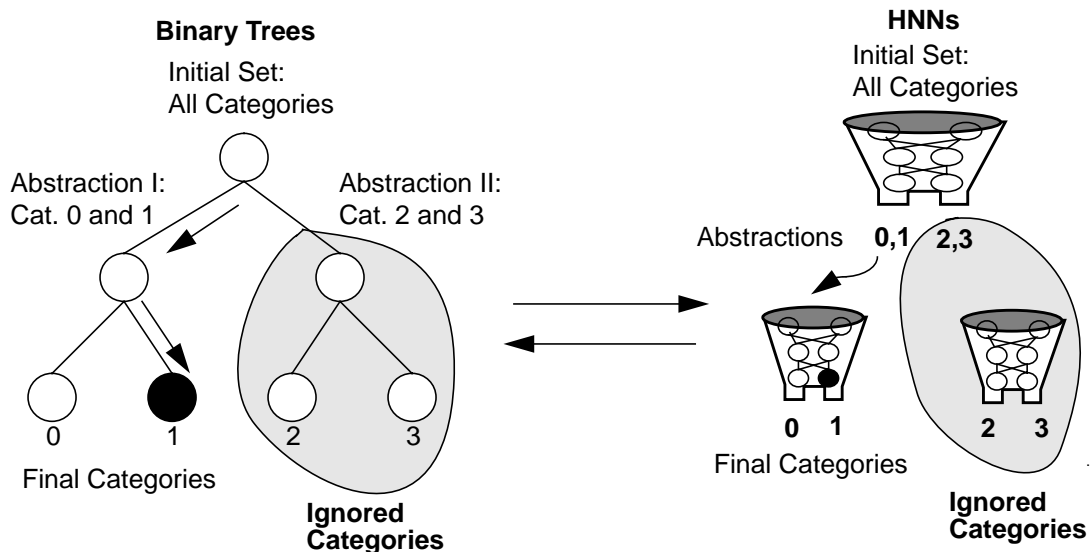 Binary Trees
Initial Set:
All Categories
Abstraction I:
Cat. 0 and 1
Abstraction II:
Cat. 2 and 3
0
1
2
3
Final Categories
Ignored
Categories
HNNs
Initial Set:
All Categories
Abstractions 0,1 2,3
0 1
2 3
Final Categories
Ignored
Categories